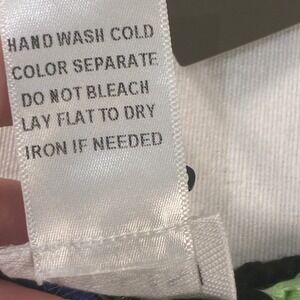 HAND WASH COLD
COLOR SEPARATE
DO NOT BLEACH
LAY FLAT TO DRY
IRON IF NEEDED